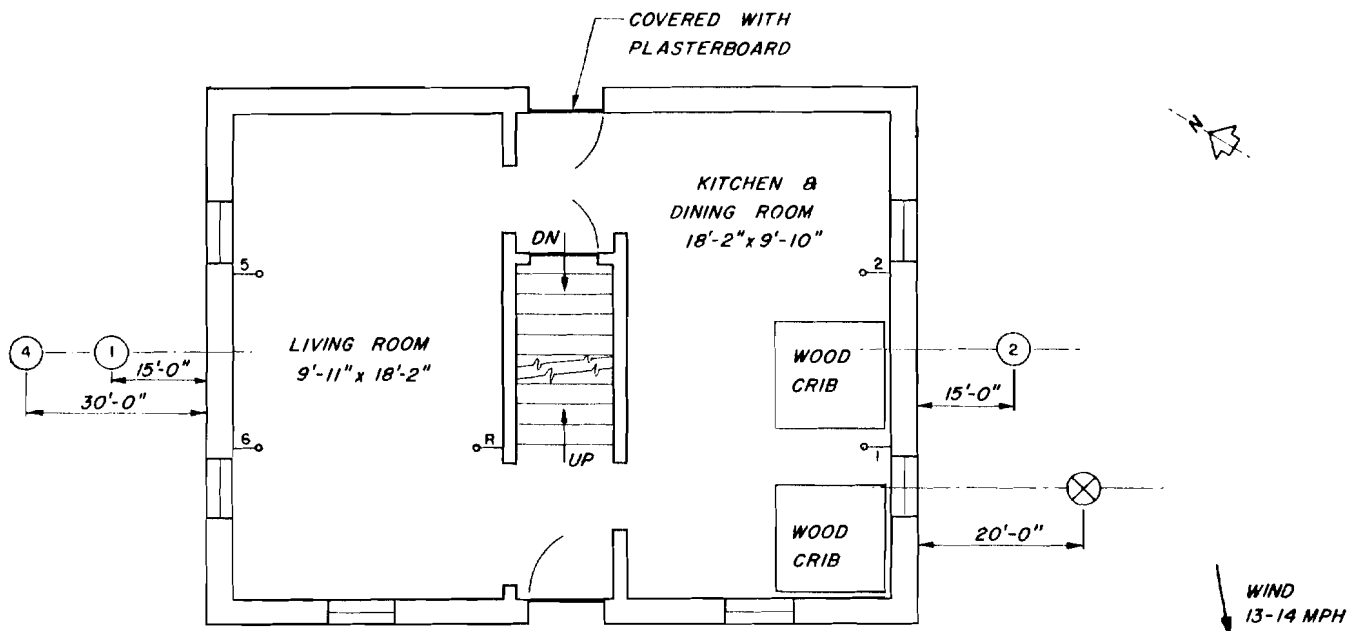 COVERED WITH
PLASTERBOARD
N
KITCHEN &
DINING ROOM
18'-2" x 9'-10"
DN
5
2
4
1
15'-0"
30'-0"
LIVING ROOM
9'-11" x 18'-2"
WOOD
CRIB
2
15'-0"
6
R
UP
1
WOOD
CRIB
20'-0"
WIND
13-14 MPH